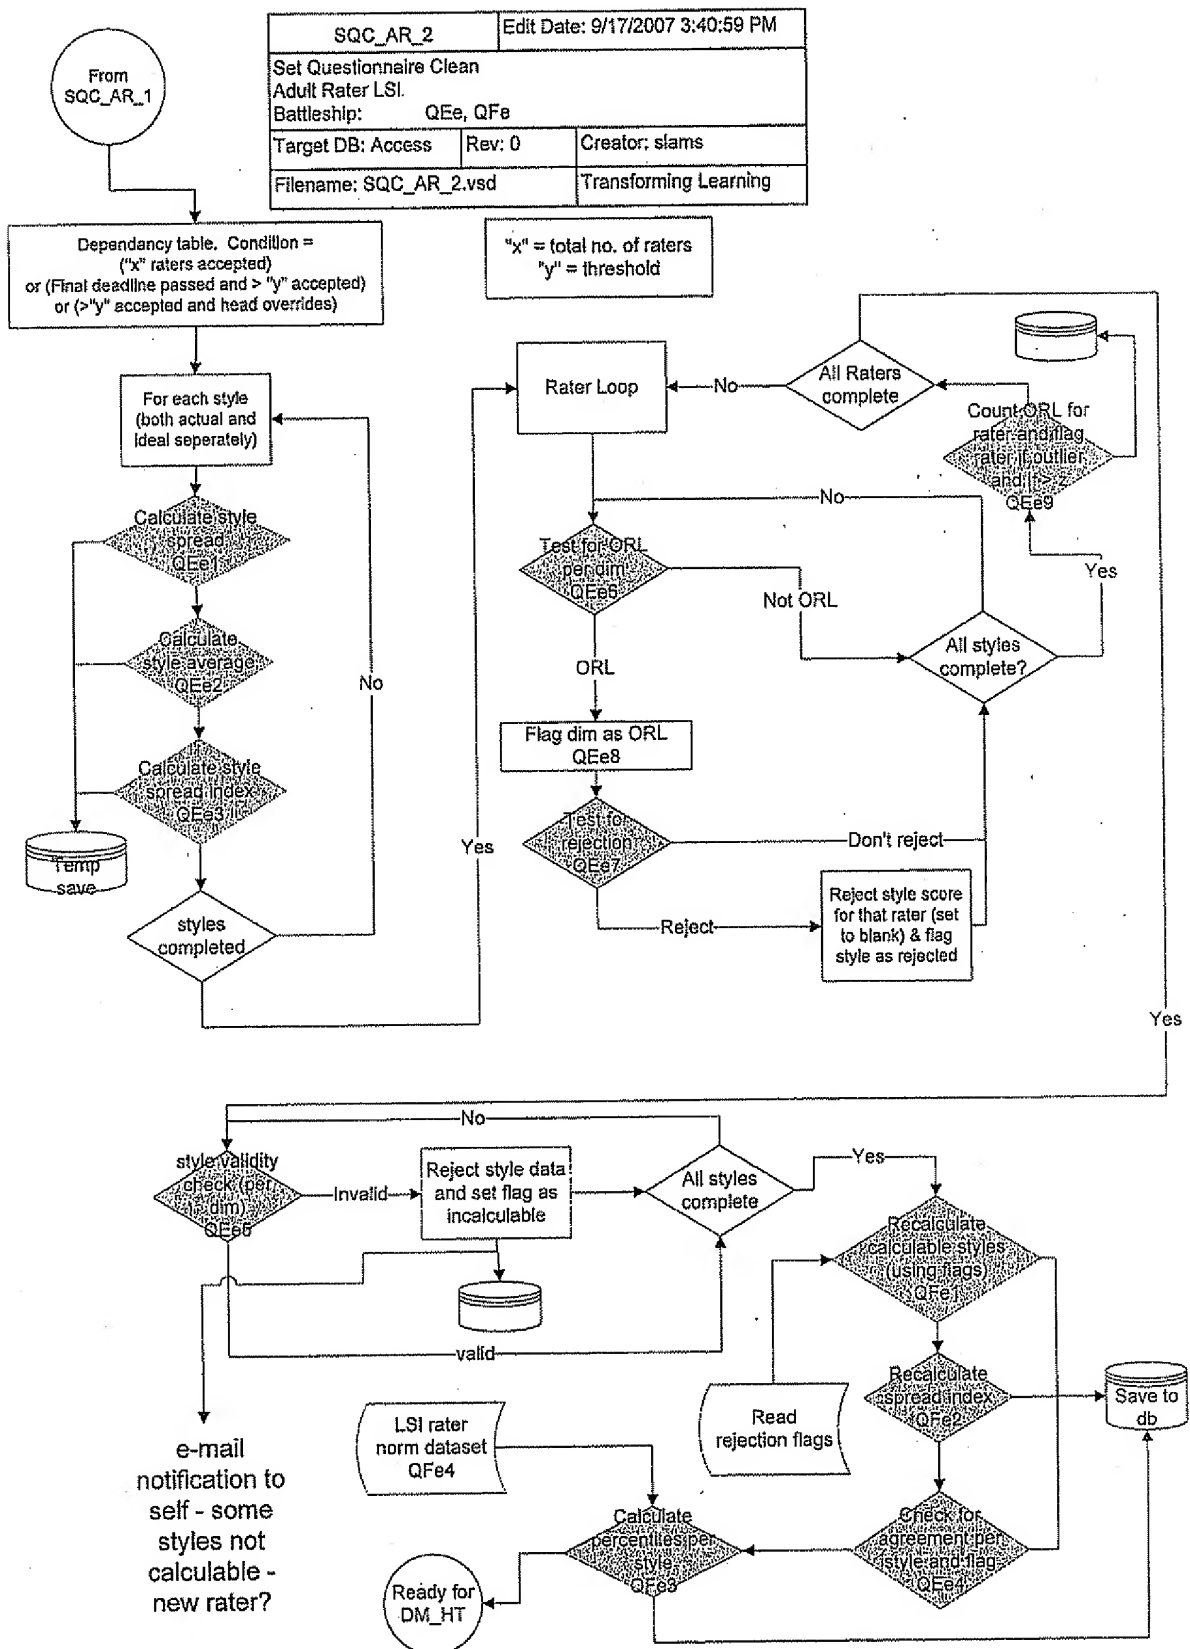 From
SQC_AR_1
SQC_AR_2
Edit Date: 9/17/2007 3:40:59 PM
Set Questionnaire Clean
Adult Rater LSI.
Battleship: QEe, QFe
Target DB: Access
Rev: 0
Creator: slams
Filename: SQC_AR_2.vsd
Transforming Learning
Dependancy table. Condition =
("x" raters accepted)
or (Final deadline passed and > "y" accepted)
or (>"y" accepted and head overrides)
"x" = total no. of raters
"y" = threshold
For each style
(both actual and
ideal seperately)
Calculate style
spread
QEe1
Calculate
style average
QEe2
Calculate style
spread index
QEe3
Temp
save
styles
completed
No
Yes
Rater Loop
No
All Raters
complete
Count ORL for
rater and flag
rater if outlier
and if > z
QEe9
No
Test for ORL
per dim
QEe6
Not ORL
Yes
All styles
complete?
ORL
Flag dim as ORL
QEe8
Test for
rejection
QEe7
Don't reject
Reject
Reject style score
for that rater (set
to blank) & flag
style as rejected
Yes
No
style validity
check (per
dim)
QEe5
Invalid
Reject style data
and set flag as
incalculable
All styles
complete
Yes
Recalculate
calculable styles
(using flags)
QFe1
valid
Recalculate
spread index
QFe2
Save to
db
Read
rejection flags
LSI rater
norm dataset
QFe4
e-mail
notification to
self - some
styles not
calculable -
new rater?
Calculate
percentiles per
style
QFe3
Check for
agreement per
style and flag
QEe4
Ready for
DM_HT